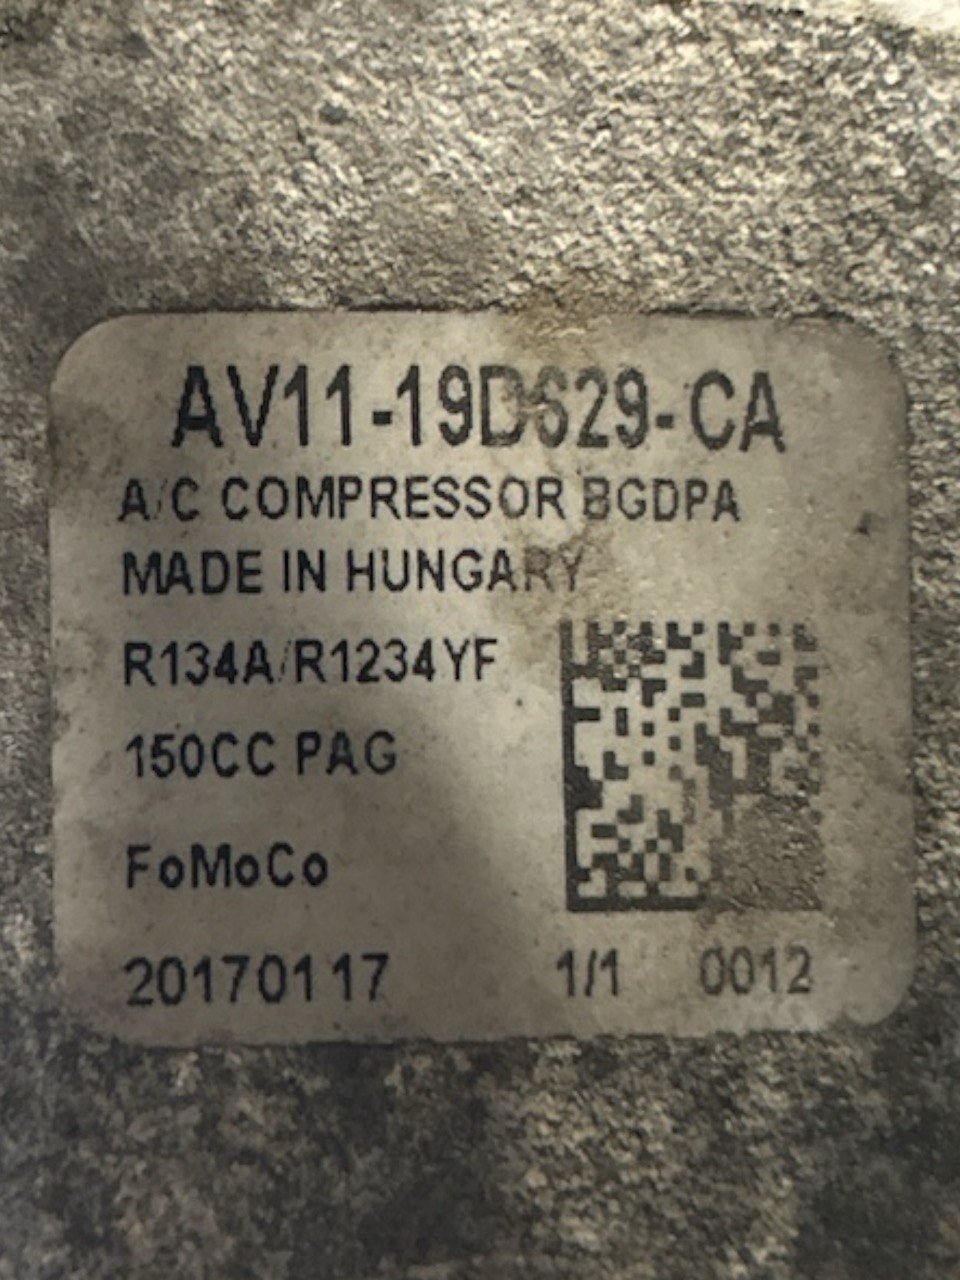 AV11-19D629-CA
A/C COMPRESSOR BGDPA
MADE IN HUNGARY
R134A/R1234YF
150CC PAG
FoMoCo
20170117 1/1 0012